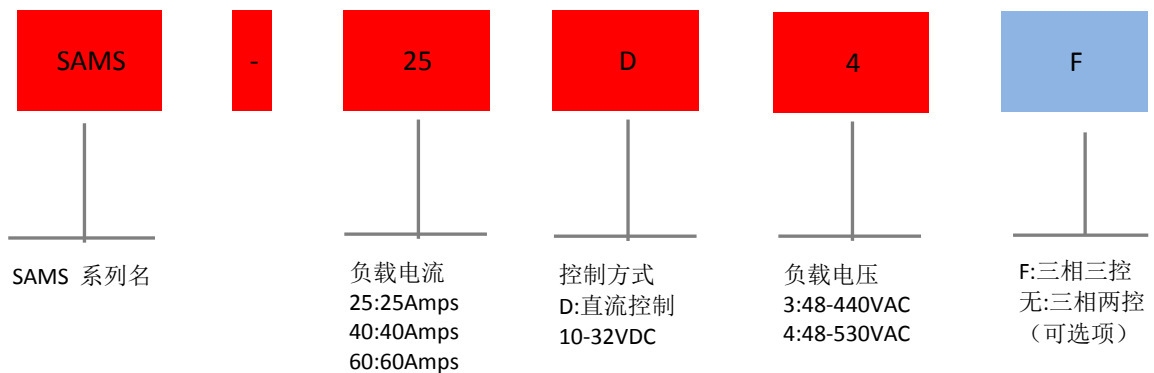 SAMS
-
25
D
4
F
SAMS 系列名
负载电流
25:25Amps
40:40Amps
60:60Amps
控制方式
D:直流控制
10-32VDC
负载电压
3:48-440VAC
4:48-530VAC
F:三相三控
无:三相两控
（可选项）